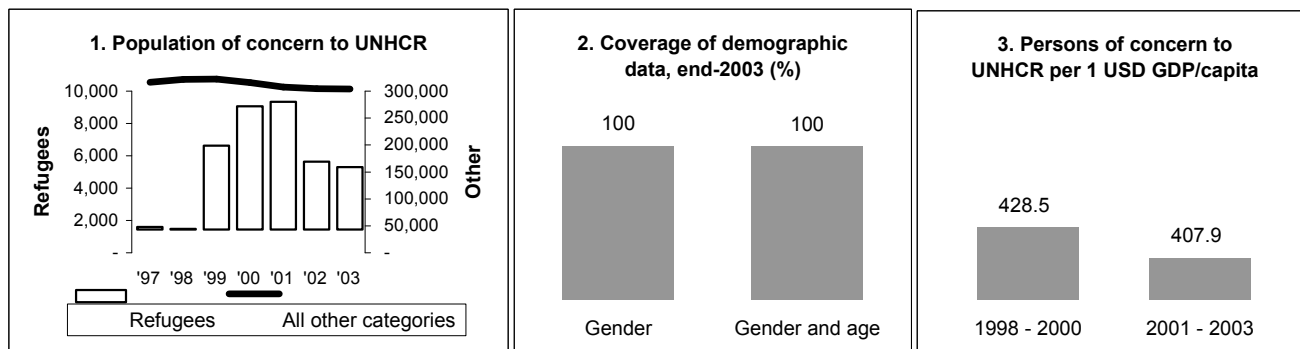 1. Population of concern to UNHCR
Refugees
10,000
8,000
6,000
4,000
2,000
-
300,000
250,000
200,000
150,000
100,000
50,000
-
Other
'97 '98 '99 '00 '01 '02 '03
Refugees All other categories
2. Coverage of demographic
data, end-2003 (%)
100 100
Gender Gender and age
3. Persons of concern to
UNHCR per 1 USD GDP/capita
428.5
407.9
1998 - 2000 2001 - 2003